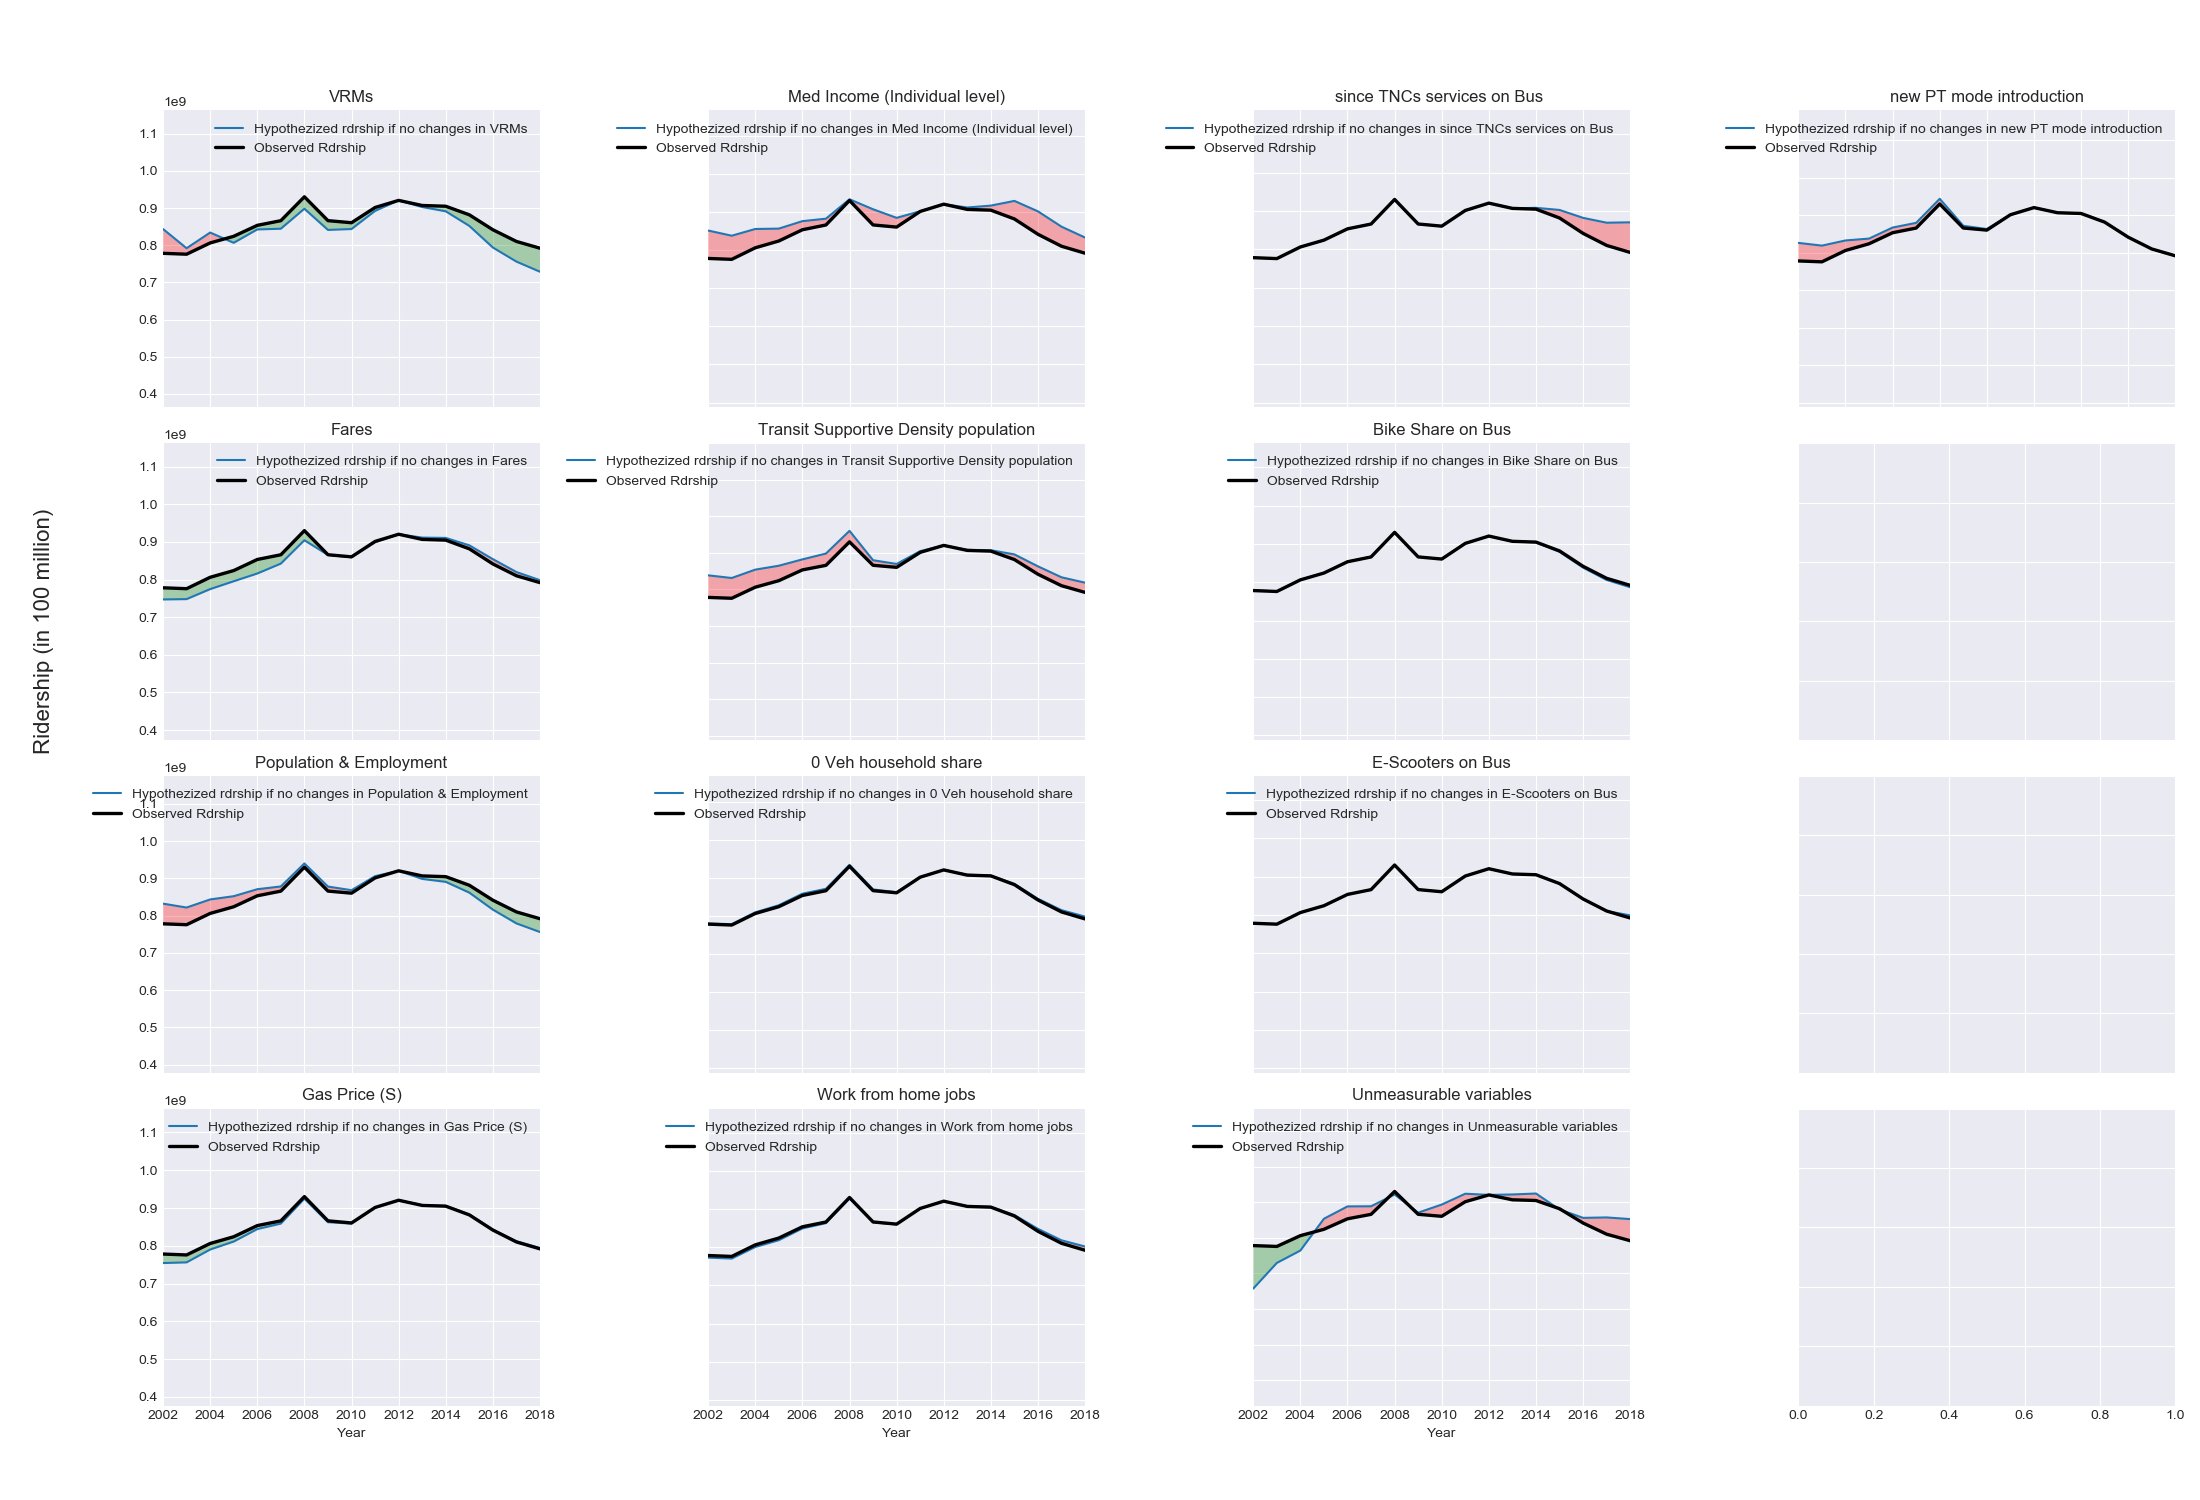 Ridership (in 100 million)
1e9
VRMs
Hypothezized rdrship if no changes in VRMs
Observed Rdrship
1.1
1.0
0.9
0.8
0.7
0.6
0.5
0.4
Med Income (Individual level)
Hypothezized rdrship if no changes in Med Income (Individual level)
Observed Rdrship
since TNCs services on Bus
Hypothezized rdrship if no changes in since TNCs services on Bus
Observed Rdrship
new PT mode introduction
Hypothezized rdrship if no changes in new PT mode introduction
Observed Rdrship
1e9
Fares
Hypothezized rdrship if no changes in Fares
Observed Rdrship
1.1
1.0
0.9
0.8
0.7
0.6
0.5
0.4
Transit Supportive Density population
Hypothezized rdrship if no changes in Transit Supportive Density population
Observed Rdrship
Bike Share on Bus
Hypothezized rdrship if no changes in Bike Share on Bus
Observed Rdrship
1e9
Population & Employment
Hypothezized rdrship if no changes in Population & Employment
Observed Rdrship
1.1
1.0
0.9
0.8
0.7
0.6
0.5
0.4
0 Veh household share
Hypothezized rdrship if no changes in 0 Veh household share
Observed Rdrship
E-Scooters on Bus
Hypothezized rdrship if no changes in E-Scooters on Bus
Observed Rdrship
1e9
Gas Price (S)
Hypothezized rdrship if no changes in Gas Price (S)
Observed Rdrship
1.1
1.0
0.9
0.8
0.7
0.6
0.5
0.4
2002 2004 2006 2008 2010 2012 2014 2016 2018
Year
Work from home jobs
Hypothezized rdrship if no changes in Work from home jobs
Observed Rdrship
2002 2004 2006 2008 2010 2012 2014 2016 2018
Year
Unmeasurable variables
Hypothezized rdrship if no changes in Unmeasurable variables
Observed Rdrship
2002 2004 2006 2008 2010 2012 2014 2016 2018
Year
0.0 0.2 0.4 0.6 0.8 1.0